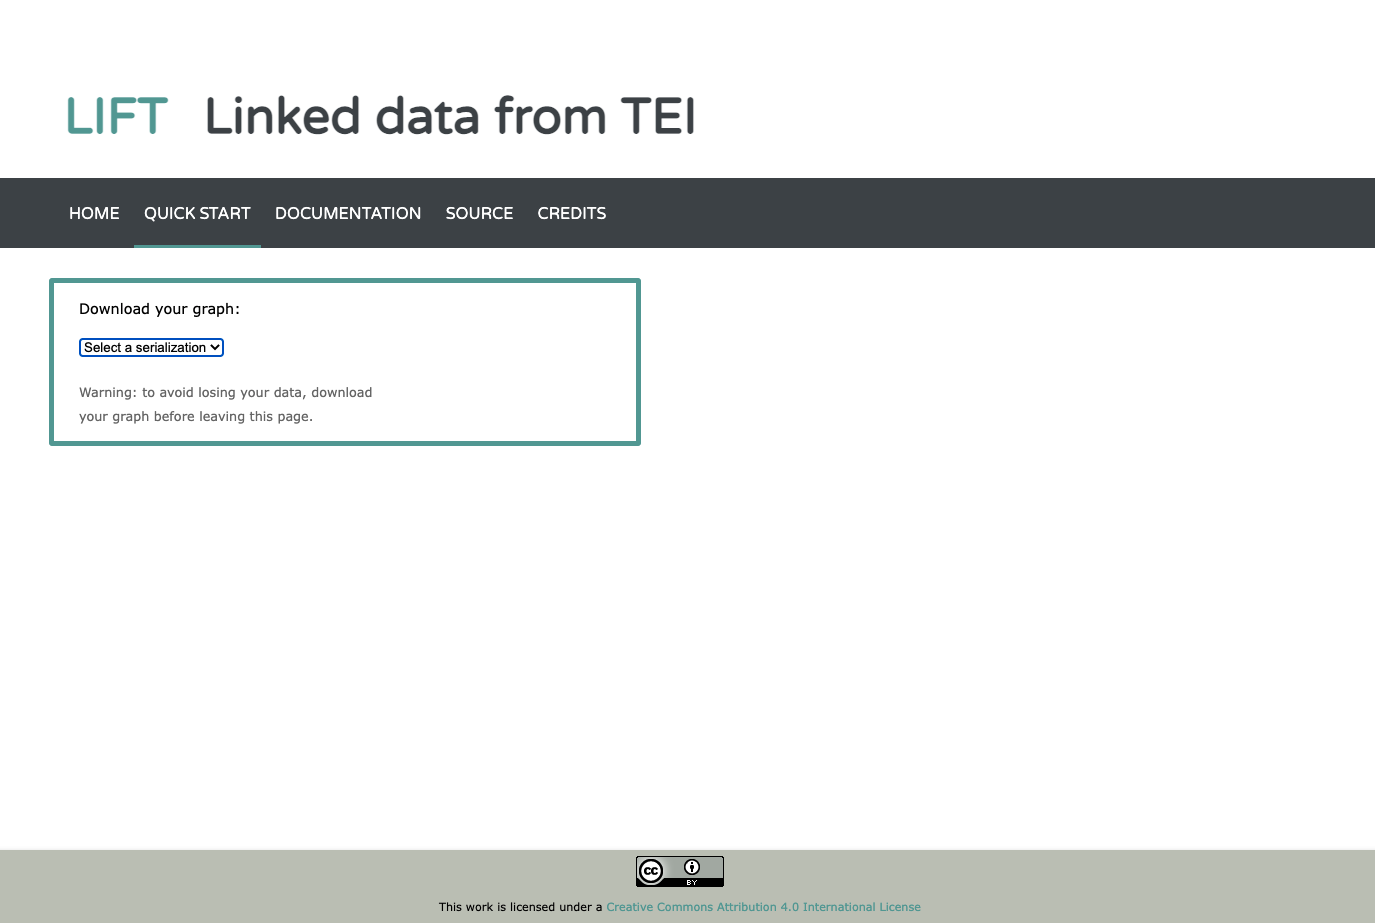 LIFT Linked data from TEI
HOME QUICK START DOCUMENTATION SOURCE CREDITS
Download your graph:
Select a serialization
Warning: to avoid losing your data, download
your graph before leaving this page.
cc BY
This work is licensed under a Creative Commons Attribution 4.0 International License